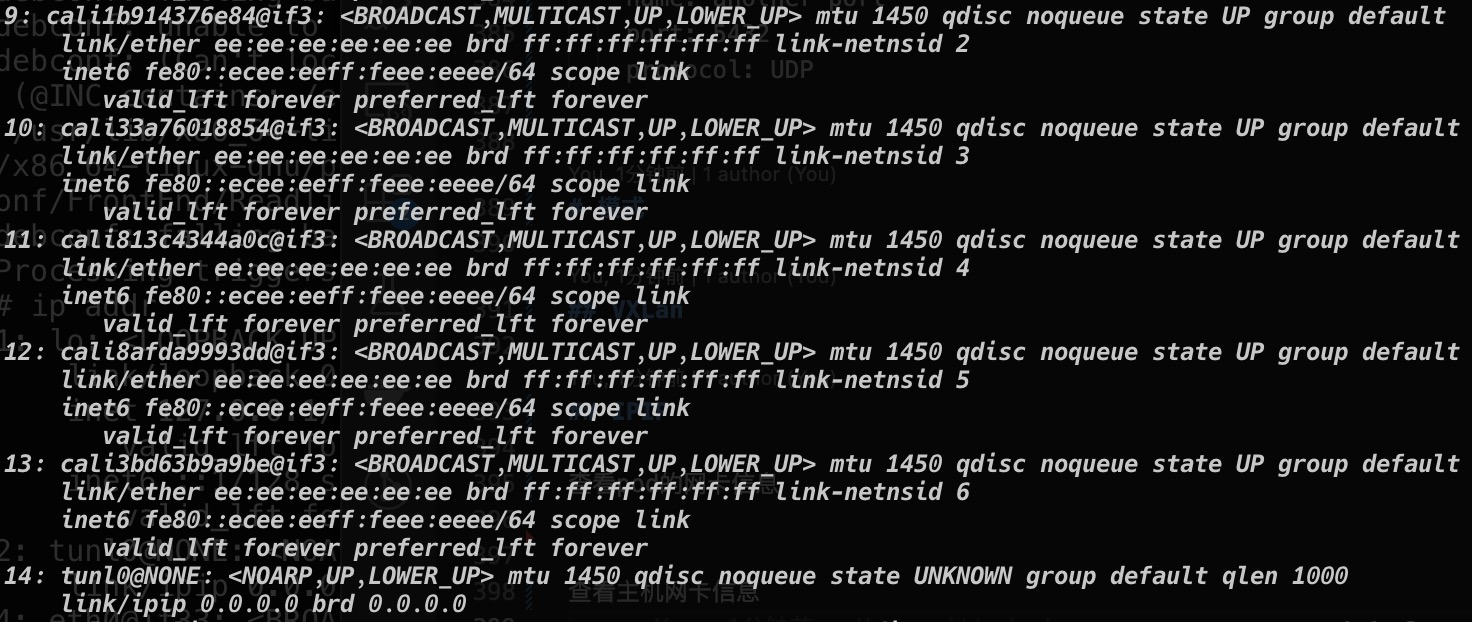 9: cali1b914376e84@if3: <BROADCAST,MULTICAST,UP,LOWER_UP> mtu 1450 qdisc noqueue state UP group default
link/ether ee:ee:ee:ee:ee:ee brd ff:ff:ff:ff:ff:ff link-netnsid 2
inet6 fe80::ecee:eeff:feee:eeee/64 scope link
valid_lft forever preferred_lft forever
10: cali33a76018854@if3: <BROADCAST,MULTICAST,UP,LOWER_UP> mtu 1450 qdisc noqueue state UP group default
link/ether ee:ee:ee:ee:ee:ee brd ff:ff:ff:ff:ff:ff link-netnsid 3
inet6 fe80::ecee:eeff:feee:eeee/64 scope link
valid_lft forever preferred_lft forever
11: cali813c4344a0c@if3: <BROADCAST,MULTICAST,UP,LOWER_UP> mtu 1450 qdisc noqueue state UP group default
link/ether ee:ee:ee:ee:ee:ee brd ff:ff:ff:ff:ff:ff link-netnsid 4
inet6 fe80::ecee:eeff:feee:eeee/64 scope link
valid_lft forever preferred_lft forever
12: cali8afda9993dd@if3: <BROADCAST,MULTICAST,UP,LOWER_UP> mtu 1450 qdisc noqueue state UP group default
link/ether ee:ee:ee:ee:ee:ee brd ff:ff:ff:ff:ff:ff link-netnsid 5
inet6 fe80::ecee:eeff:feee:eeee/64 scope link
valid_lft forever preferred_lft forever
13: cali3bd63b9a9be@if3: <BROADCAST,MULTICAST,UP,LOWER_UP> mtu 1450 qdisc noqueue state UP group default
link/ether ee:ee:ee:ee:ee:ee brd ff:ff:ff:ff:ff:ff link-netnsid 6
inet6 fe80::ecee:eeff:feee:eeee/64 scope link
valid_lft forever preferred_lft forever
14: tunl0@NONE: <NOARP,UP,LOWER_UP> mtu 1450 qdisc noqueue state UNKNOWN group default qlen 1000
link/ipip 0.0.0.0 brd 0.0.0.0
protocol: UDP
## VXLan
查看主机网卡信息